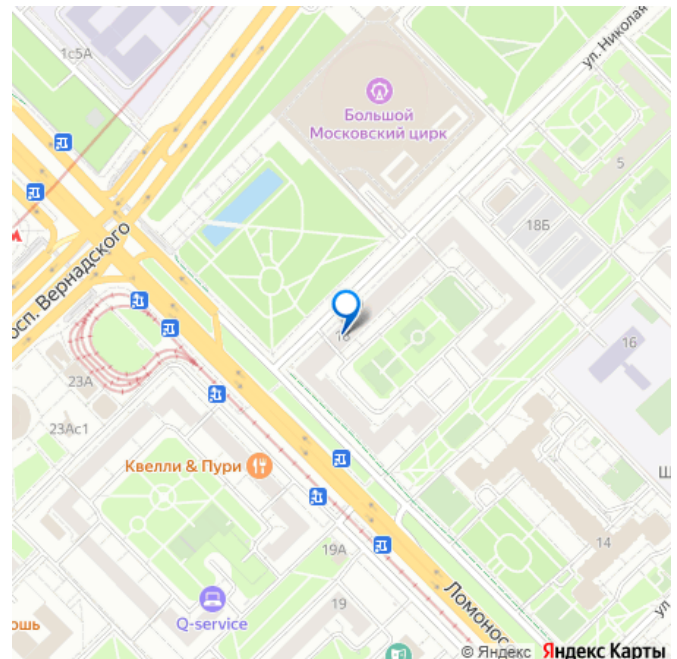 1с5А
ул. Николая
Большой
Московский цирк
5
18Б
осп. Вернадского
18
16
23А
23Ас1
Квелли & Пури
Ш
19А
14
Ломонос
19
Q-service
ул
ошь
© Яндекс Яндекс Карты